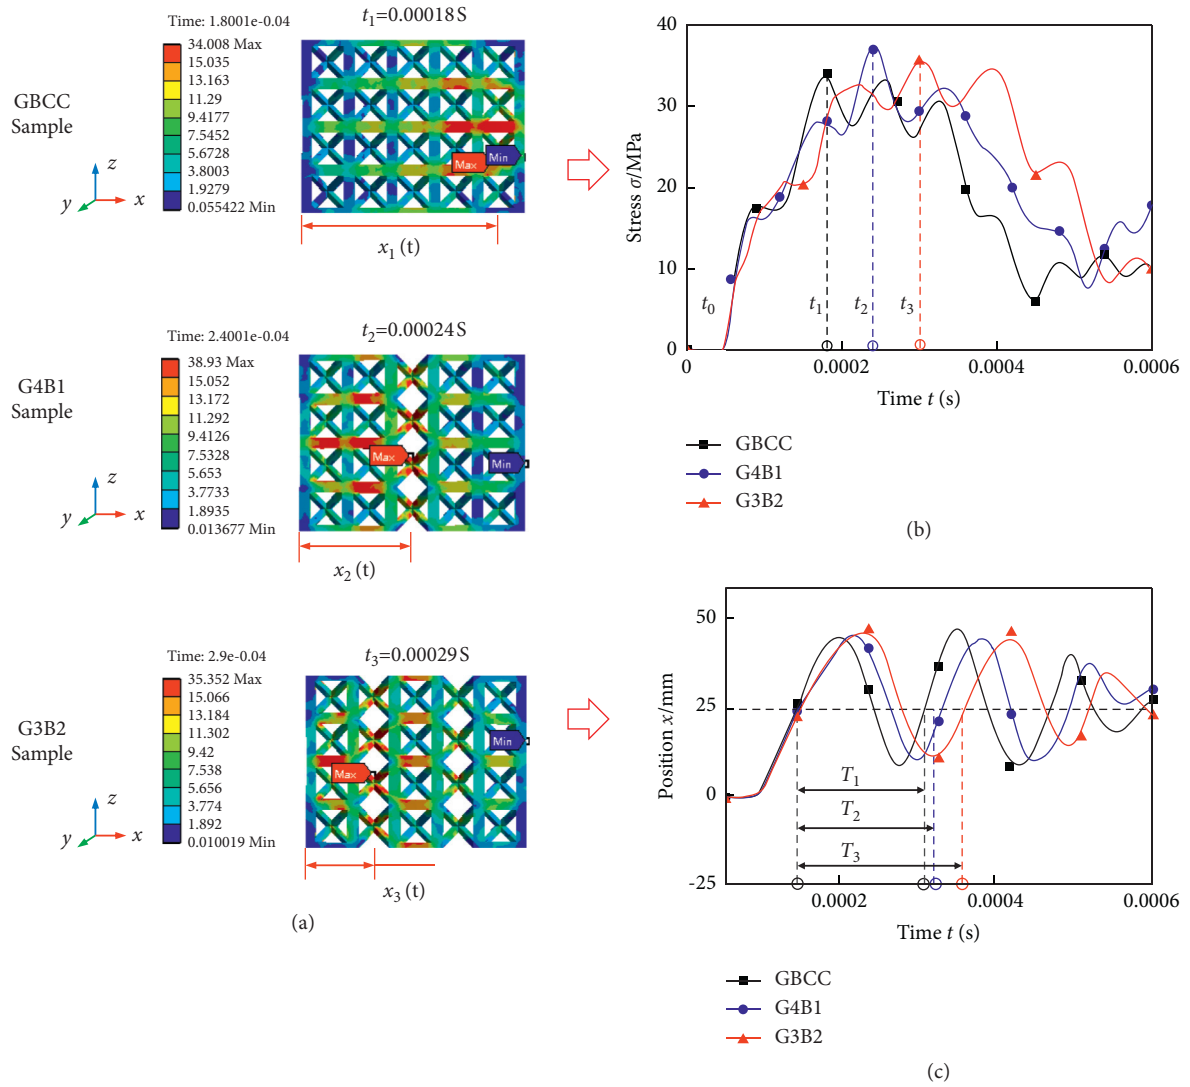 Time: 1.8001e-04
t1=0.00018 S
34.008 Max
15.035
13.163
11.29
9.4177
7.5452
5.6728
3.8003
1.9279
0.055422 Min
GBCC
Sample
z
y
x
Max
Min
x1 (t)
Time: 2.4001e-04
t2=0.00024 S
38.93 Max
15.052
13.172
11.292
9.4126
7.5328
5.653
3.7733
1.8935
0.013677 Min
G4B1
Sample
z
y
x
Max
Min
x2 (t)
Time: 2.9e-04
t3=0.00029 S
35.352 Max
15.066
13.184
11.302
9.42
7.538
5.656
3.774
1.892
0.010019 Min
G3B2
Sample
z
y
x
Max
Min
x3 (t)
(a)
40
30
20
10
0
Stress σ/MPa
t0
t1
t2
t3
0
0.0002
0.0004
0.0006
Time t (s)
GBCC
G4B1
G3B2
(b)
50
25
0
-25
Position x/mm
T1
T2
T3
0.0002
0.0004
0.0006
Time t (s)
GBCC
G4B1
G3B2
(c)